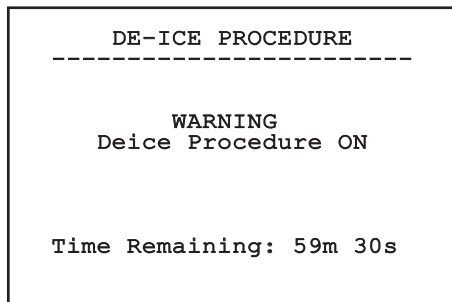 DE-ICE PROCEDURE
------------------------
WARNING
Deice Procedure ON
Time Remaining: 59m 30s